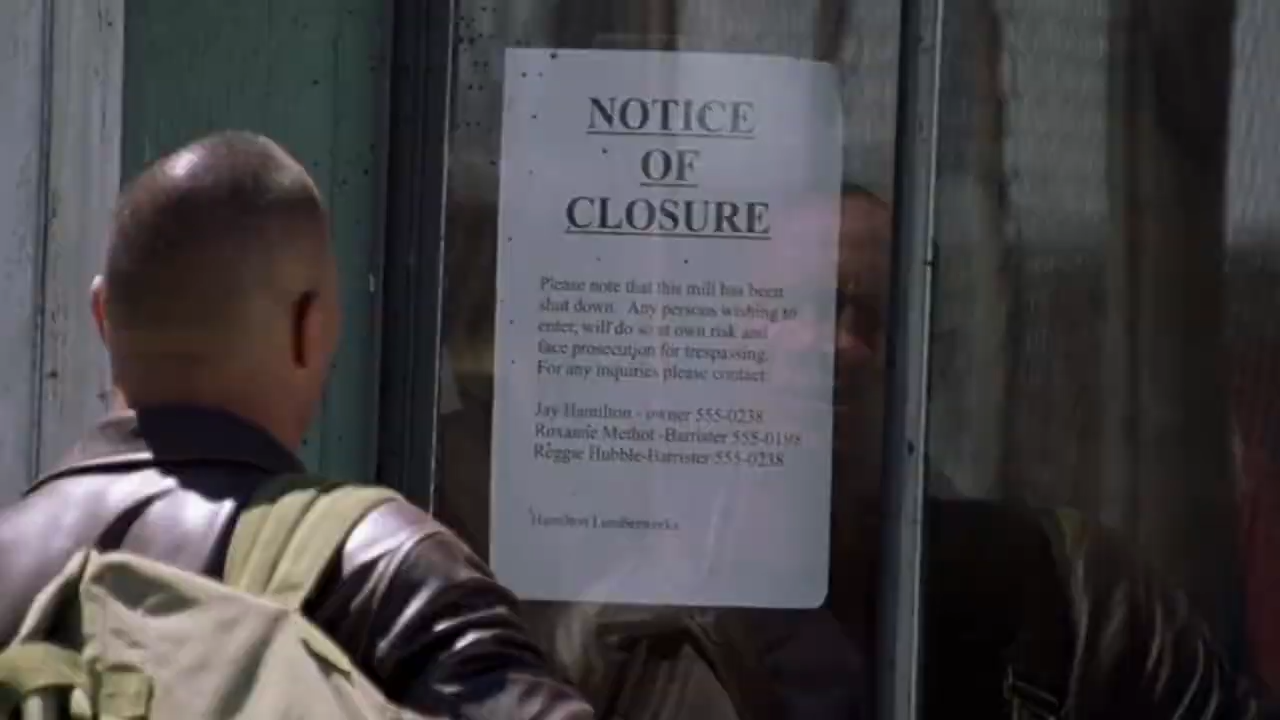 NOTICE
OF
CLOSURE
Please note that this mill has been
shut down. Any persons wishing to
enter, will do so at own risk and
face prosecution for trespassing.
For any inquiries please contact:
Jay Hamilton - owner 555-0238
Roxanne Methot -Barrister 555-0198
Reggie Hubble-Barrister 555-0238
Hamilton Lumberworks